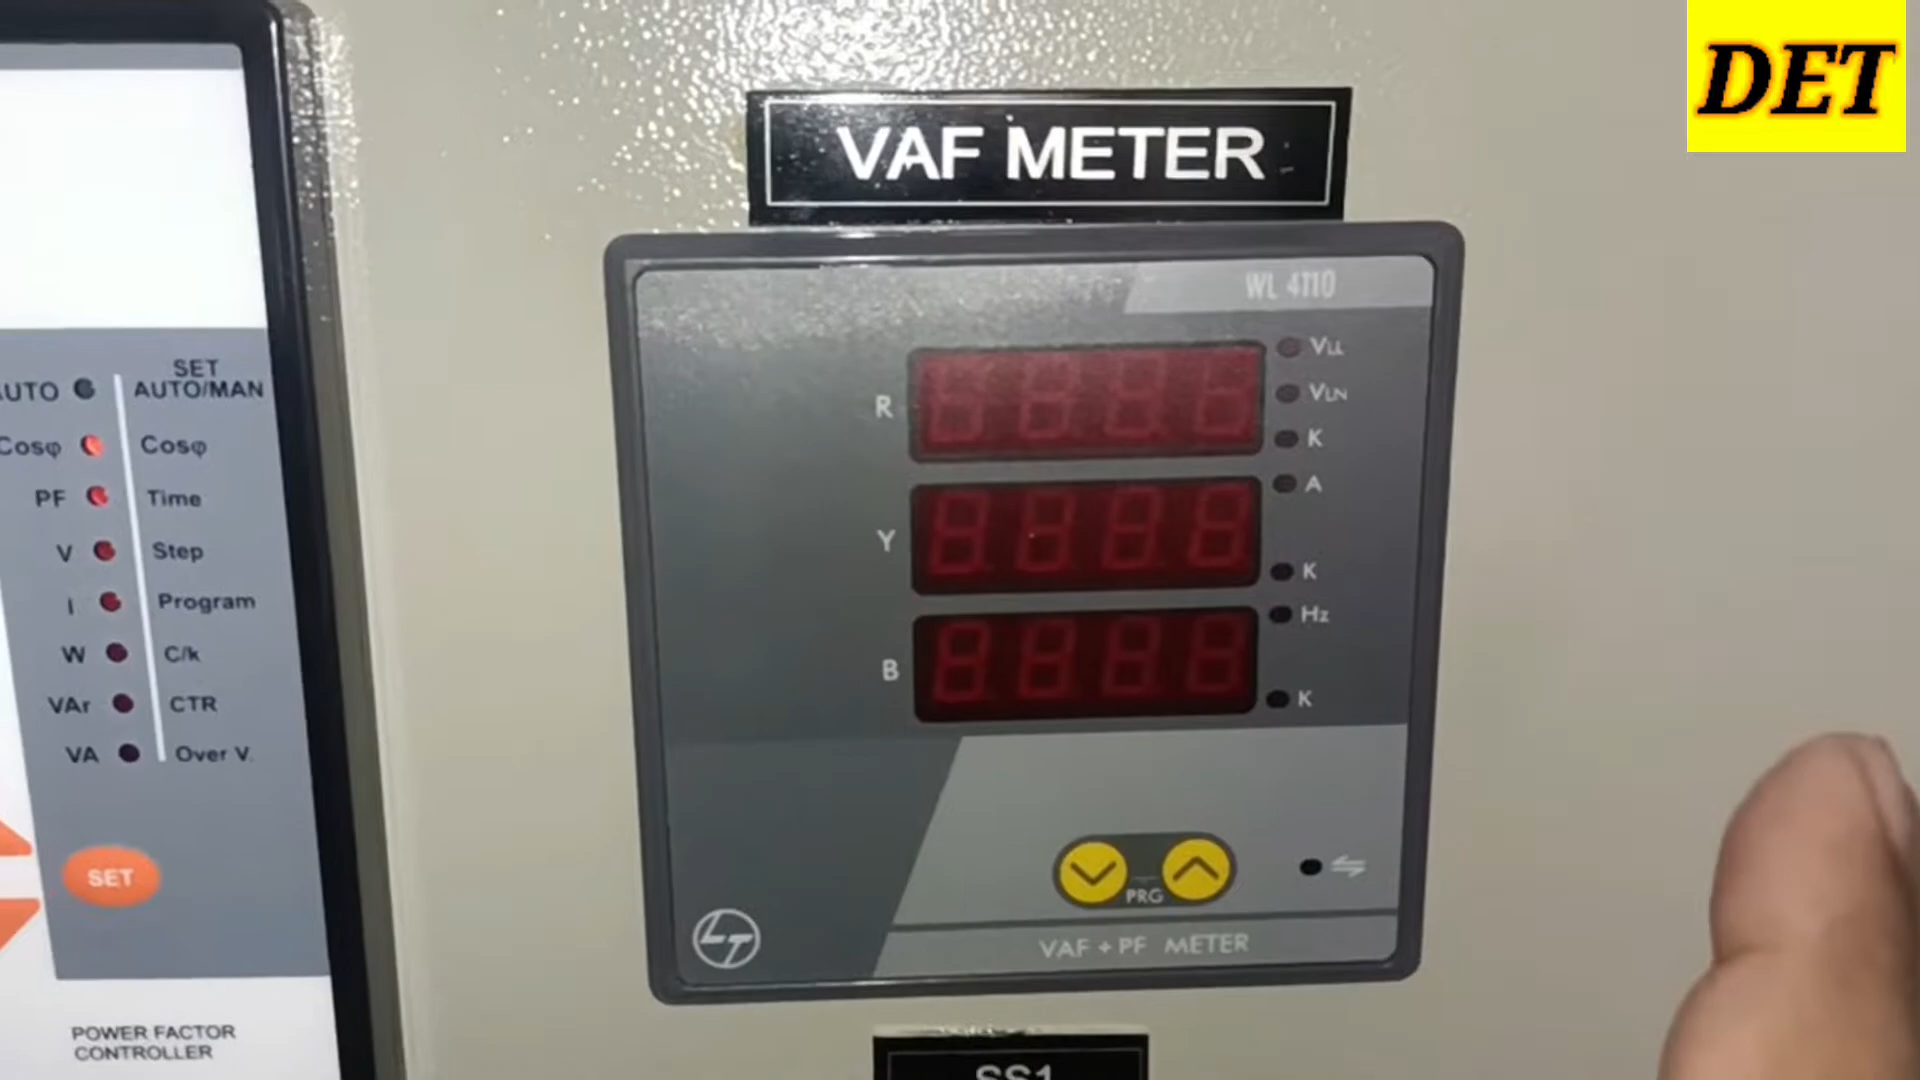 DET
VAF METER
WL 4110
R
VLL
VLN
K
A
Y
K
Hz
B
K
PRG
VAF + PF METER
LT
SS1
SET
AUTO/MAN
Cosφ Cosφ
PF Time
V Step
I Program
W C/k
VAr CTR
VA Over V.
SET
POWER FACTOR
CONTROLLER